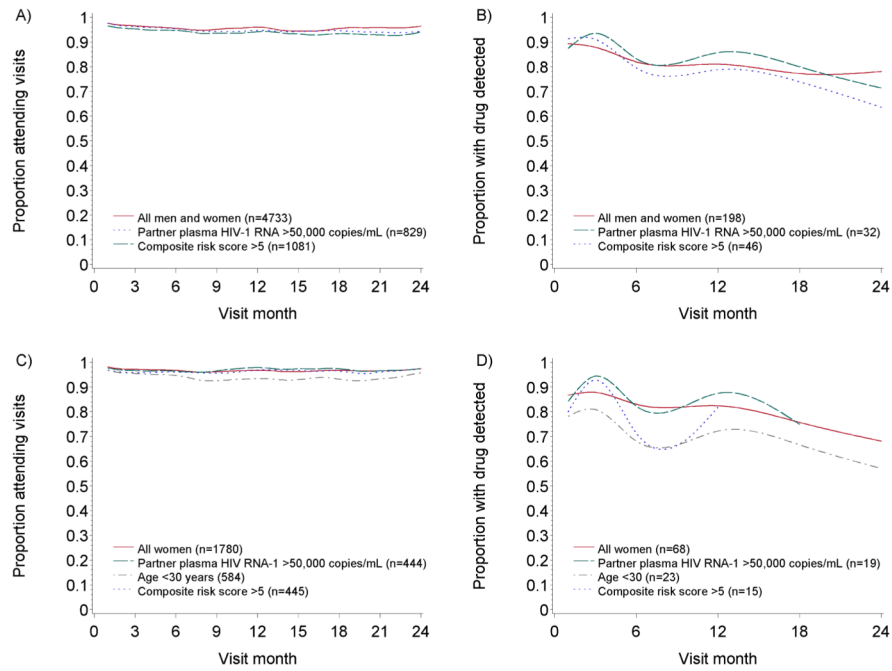 A)
Proportion attending visits
1
0.9
0.8
0.7
0.6
0.5
0.4
0.3
0.2
0.1
0
All men and women (n=4733)
Partner plasma HIV-1 RNA >50,000 copies/mL (n=829)
Composite risk score >5 (n=1081)
0 3 6 9 12 15 18 21 24
Visit month
B)
Proportion with drug detected
1
0.9
0.8
0.7
0.6
0.5
0.4
0.3
0.2
0.1
0
All men and women (n=198)
Partner plasma HIV-1 RNA >50,000 copies/mL (n=32)
Composite risk score >5 (n=46)
0 6 12 18 24
Visit month
C)
Proportion attending visits
1
0.9
0.8
0.7
0.6
0.5
0.4
0.3
0.2
0.1
0
All women (n=1780)
Partner plasma HIV RNA-1 >50,000 copies/mL (n=444)
Age <30 years (584)
Composite risk score >5 (n=445)
0 3 6 9 12 15 18 21 24
Visit month
D)
Proportion with drug detected
1
0.9
0.8
0.7
0.6
0.5
0.4
0.3
0.2
0.1
0
All women (n=68)
Partner plasma HIV RNA-1 >50,000 copies/mL (n=19)
Age <30 (n=23)
Composite risk score >5 (n=15)
0 6 12 18 24
Visit month